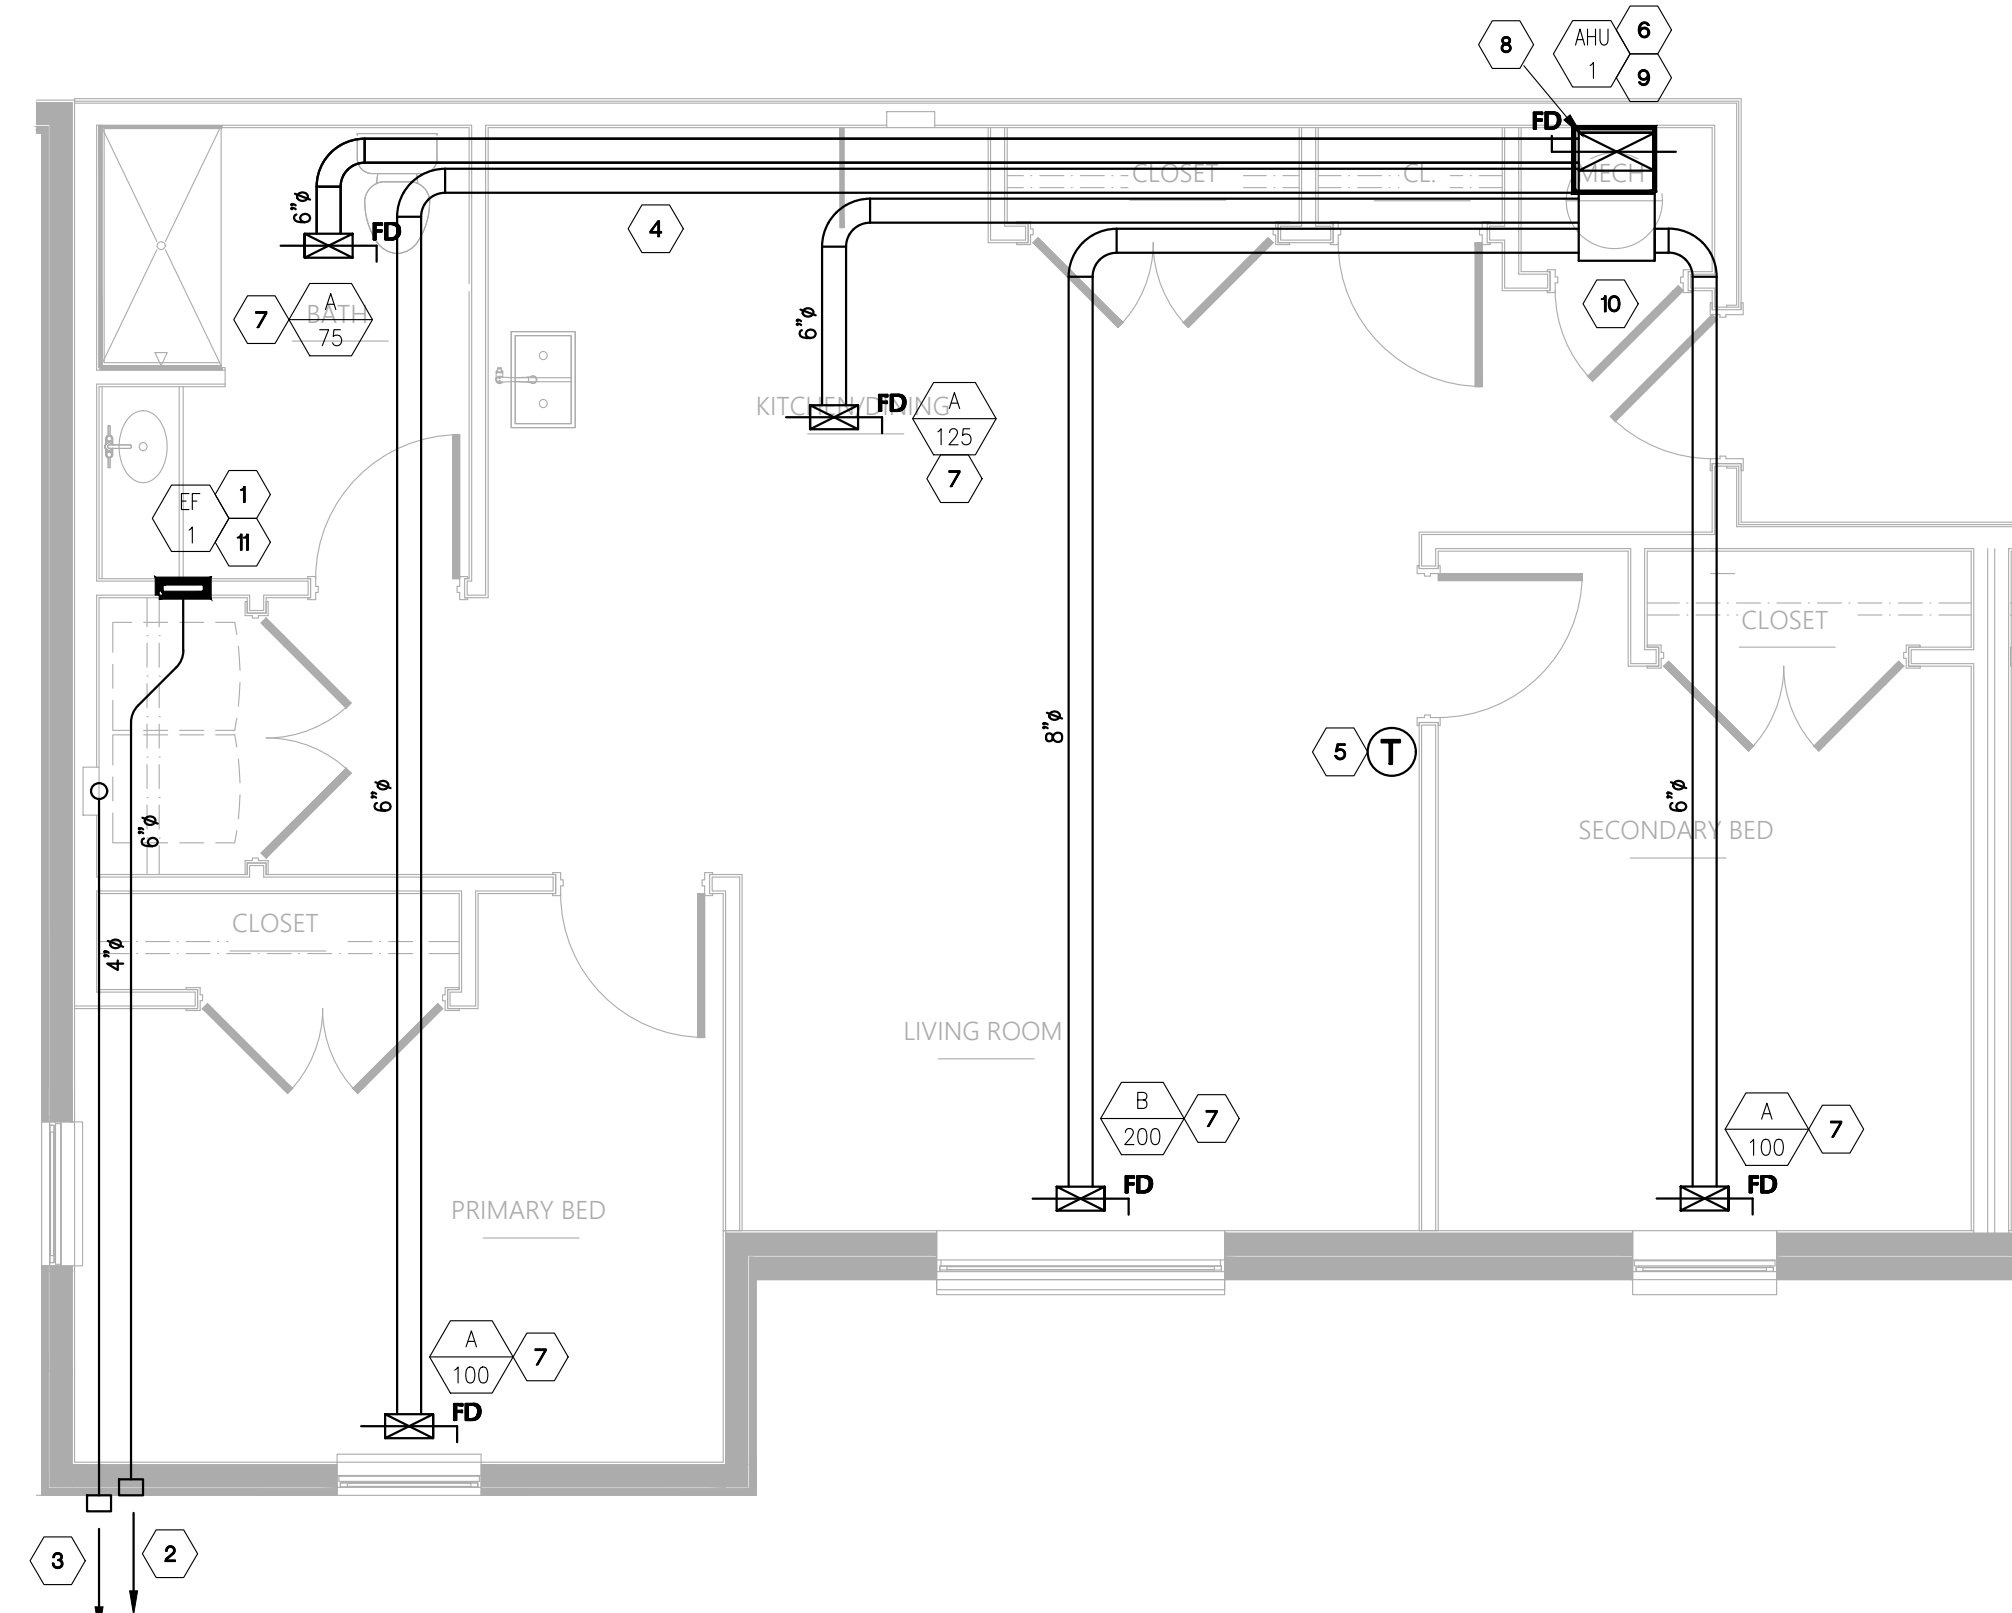 8
AHU
1
6
9
FD
CLOSET
CL.
MECH
6"ø
FD
4
7
A
75
BATH
6"ø
10
KITCHEN/DINING
FD
A
125
7
EF
1
1
11
CLOSET
8"ø
5
T
6"ø
6"ø
6"ø
SECONDARY BED
CLOSET
4"ø
LIVING ROOM
B
200
7
A
100
7
FD
FD
PRIMARY BED
A
100
7
FD
3
2